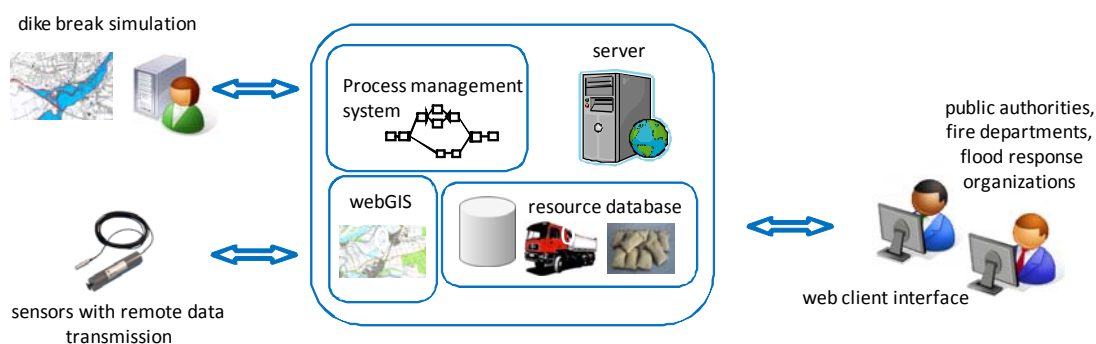 dike break simulation
Process management
system
server
public authorities,
fire departments,
flood response
organizations
webGIS
resource database
sensors with remote data
transmission
web client interface